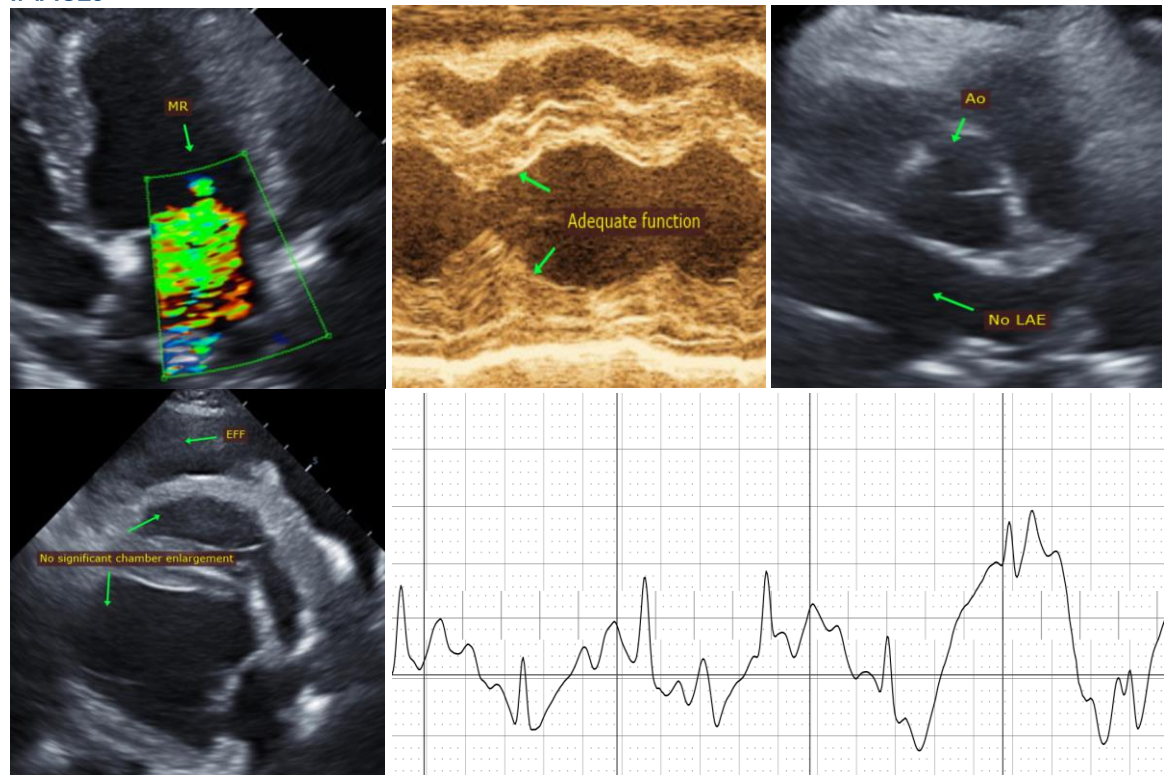 MR
Adequate function
Ao
No LAE
EFF
No significant chamber enlargement